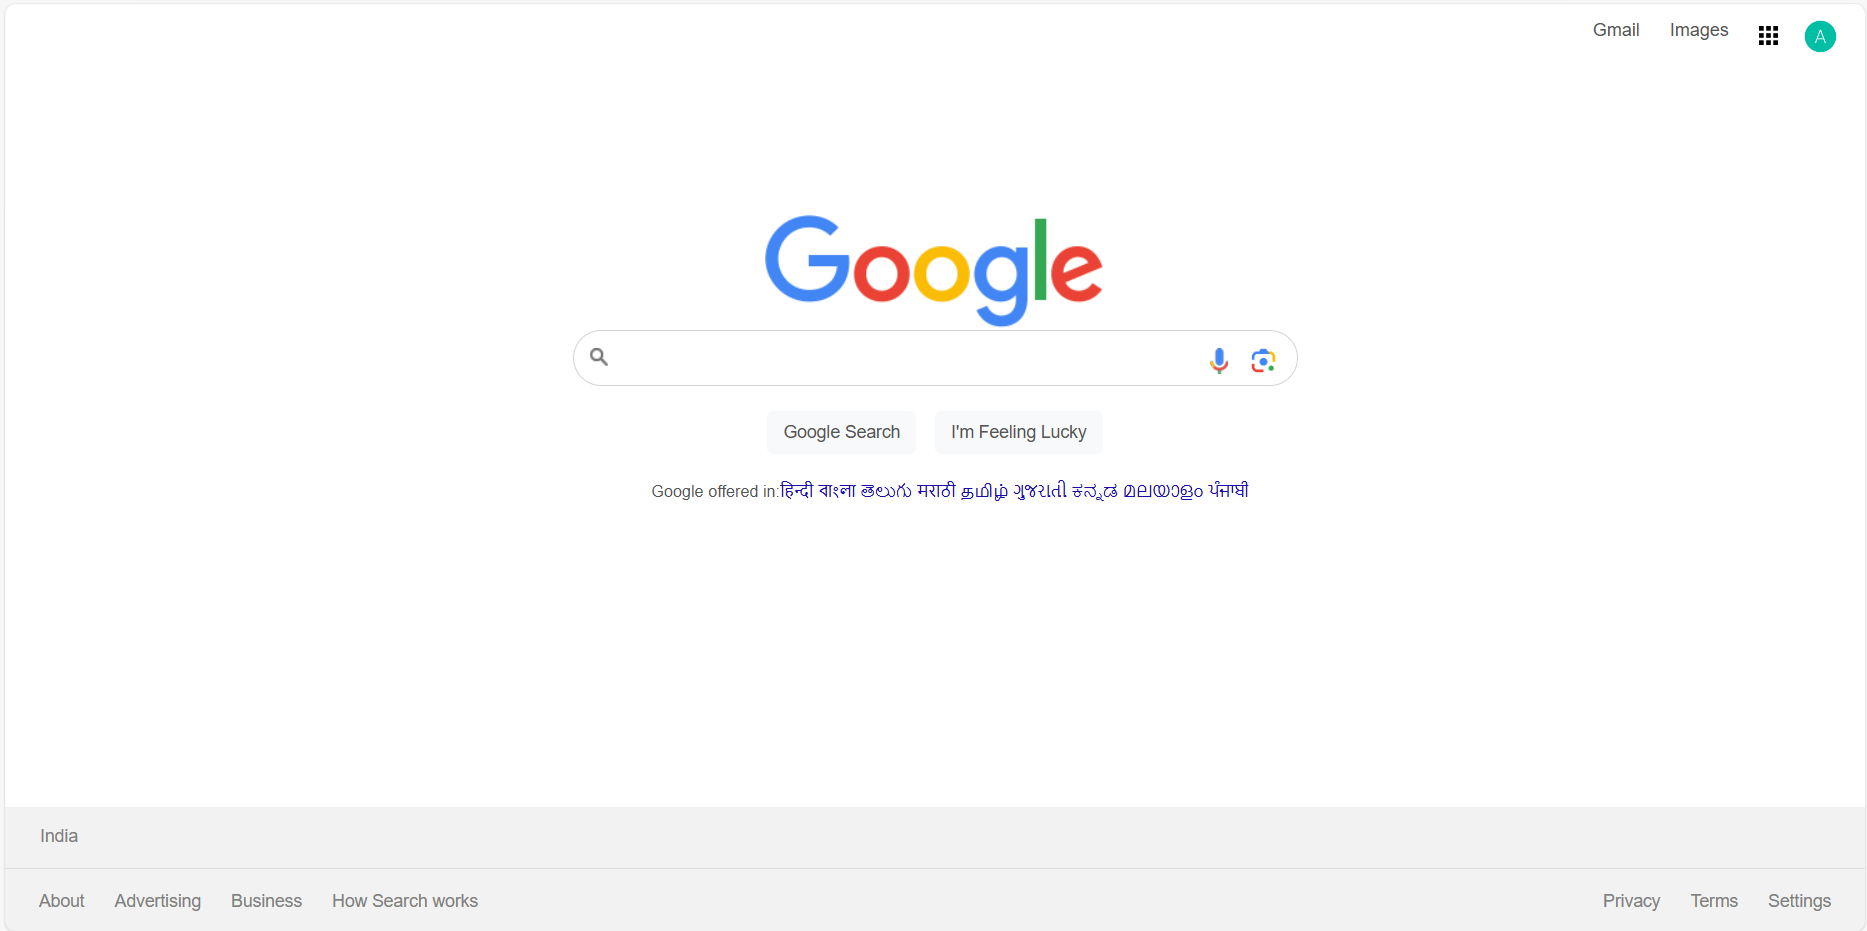 Gmail Images A
Google
Google Search I'm Feeling Lucky
Google offered in:हिन्दी বাংলা తెలుగు मराठी தமிழ் ગુજરાતી ಕನ್ನಡ മലയാളം ਪੰਜਾਬੀ
India
About Advertising Business How Search works Privacy Terms Settings